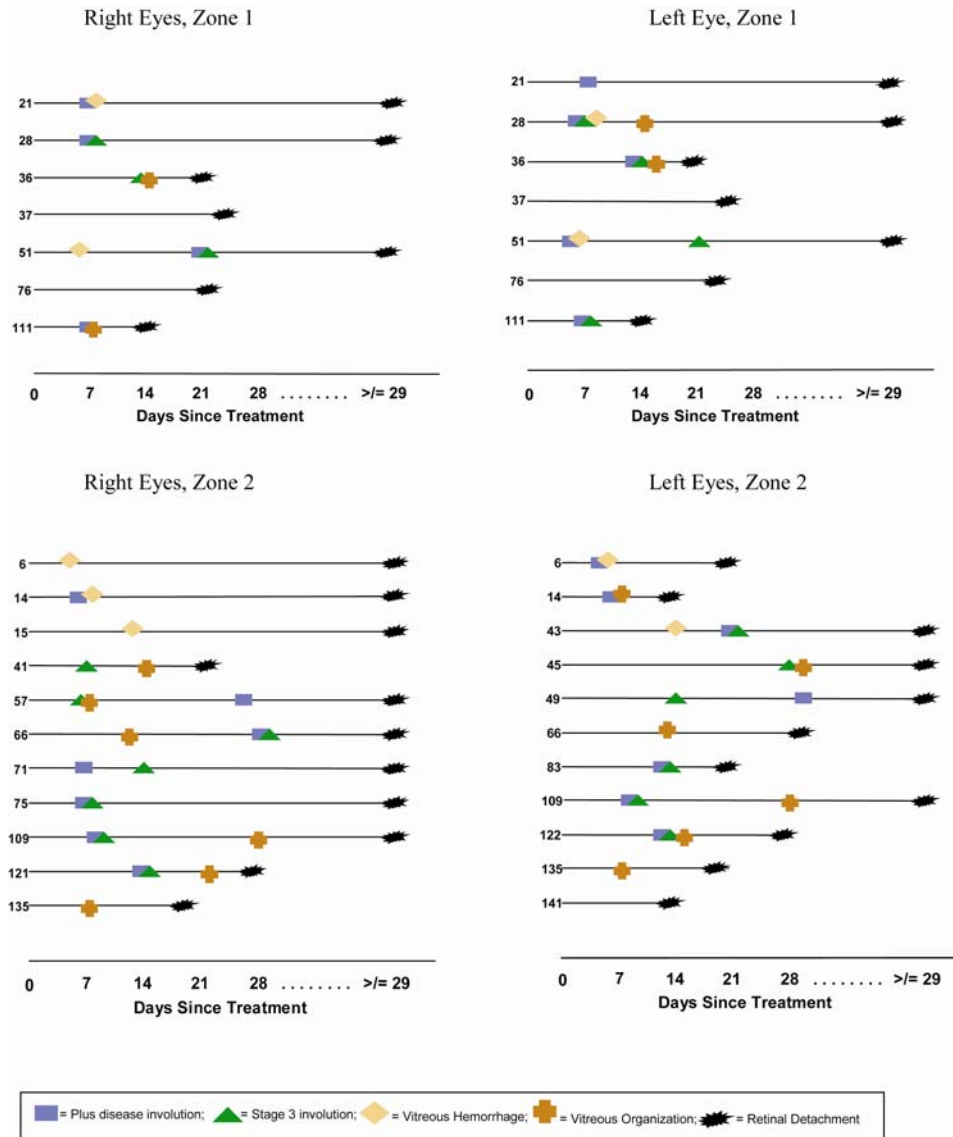 Right Eyes, Zone 1
21
28
36
37
51
76
111
0 7 14 21 28 ........ >/= 29
Days Since Treatment
Left Eye, Zone 1
21
28
36
37
51
76
111
0 7 14 21 28 ........ >/= 29
Days Since Treatment
Right Eyes, Zone 2
6
14
15
41
57
66
71
75
109
121
135
0 7 14 21 28 ........ >/= 29
Days Since Treatment
Left Eyes, Zone 2
6
14
43
45
49
66
83
109
122
135
141
0 7 14 21 28 ........ >/= 29
Days Since Treatment
= Plus disease involution; = Stage 3 involution; = Vitreous Hemorrhage; = Vitreous Organization; = Retinal Detachment